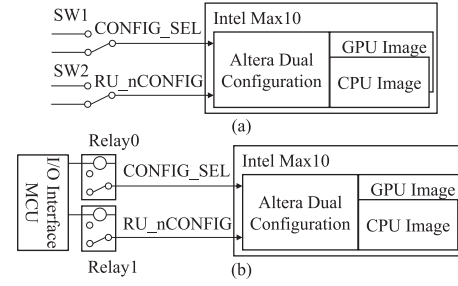 SW1
CONFIG_SEL
Intel Max10
Altera Dual
Configuration
GPU Image
CPU Image
SW2
RU_nCONFIG
(a)
Relay0
I/O Interface
MCU
CONFIG_SEL
Intel Max10
Altera Dual
Configuration
GPU Image
CPU Image
RU_nCONFIG
Relay1
(b)